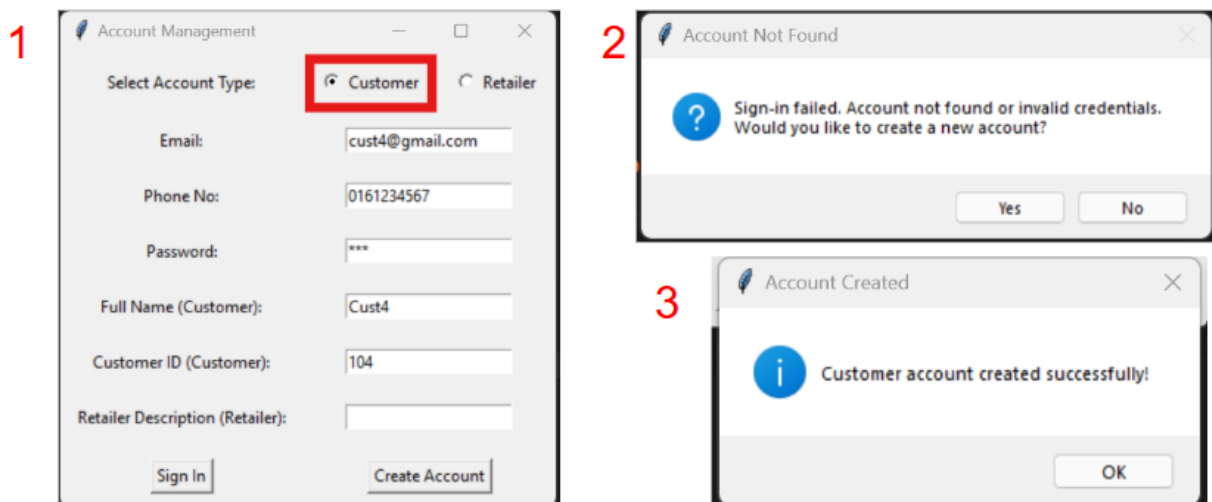 1
Account Management
Select Account Type: Customer Retailer
Email: cust4@gmail.com
Phone No: 0161234567
Password: ***
Full Name (Customer): Cust4
Customer ID (Customer): 104
Retailer Description (Retailer):
Sign In Create Account
2
Account Not Found
Sign-in failed. Account not found or invalid credentials.
Would you like to create a new account?
Yes No
3
Account Created
Customer account created successfully!
OK